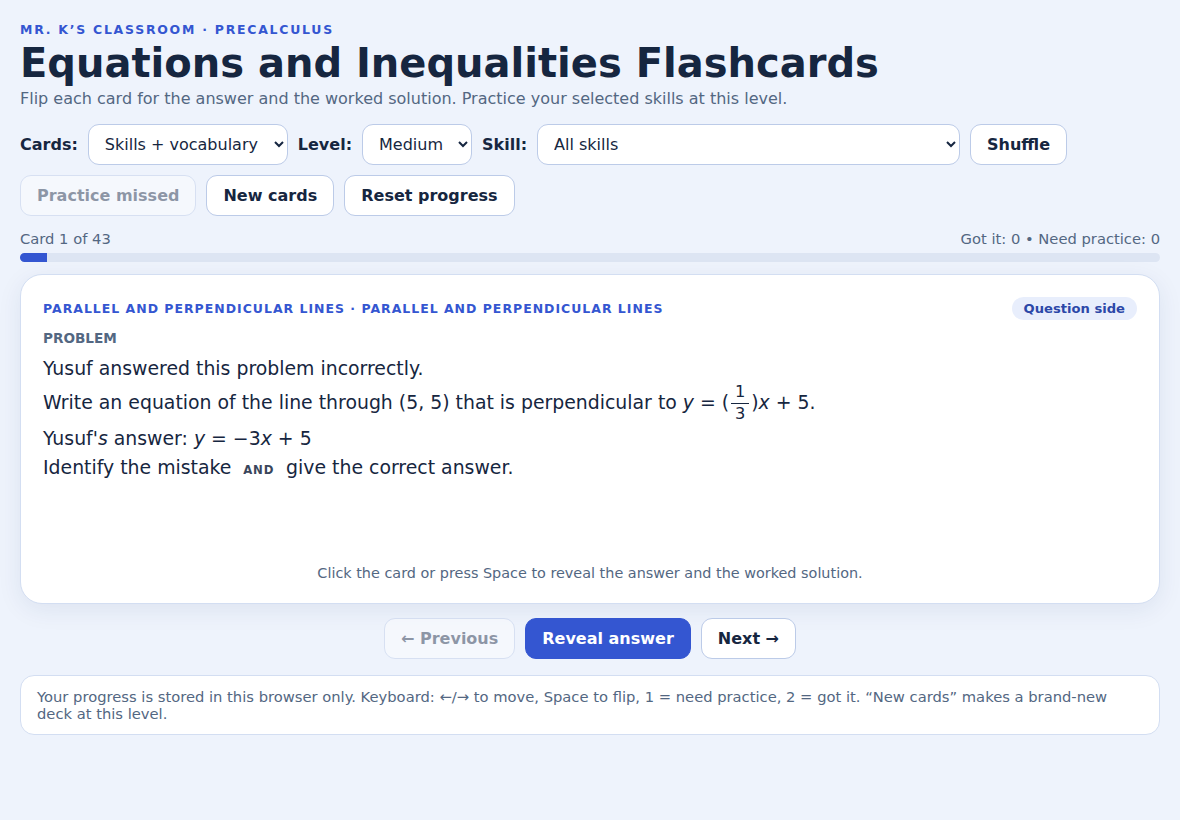 MR. K’S CLASSROOM · PRECALCULUS
Equations and Inequalities Flashcards
Flip each card for the answer and the worked solution. Practice your selected skills at this level.
Cards: Skills + vocabulary Level: Medium Skill: All skills Shuffle
Practice missed New cards Reset progress
Card 1 of 43 Got it: 0 • Need practice: 0
PARALLEL AND PERPENDICULAR LINES · PARALLEL AND PERPENDICULAR LINES Question side
PROBLEM
Yusuf answered this problem incorrectly.
Write an equation of the line through (5, 5) that is perpendicular to y = (1/3)x + 5.
Yusuf's answer: y = −3x + 5
Identify the mistake AND give the correct answer.
Click the card or press Space to reveal the answer and the worked solution.
← Previous Reveal answer Next →
Your progress is stored in this browser only. Keyboard: ←/→ to move, Space to flip, 1 = need practice, 2 = got it. “New cards” makes a brand-new
deck at this level.